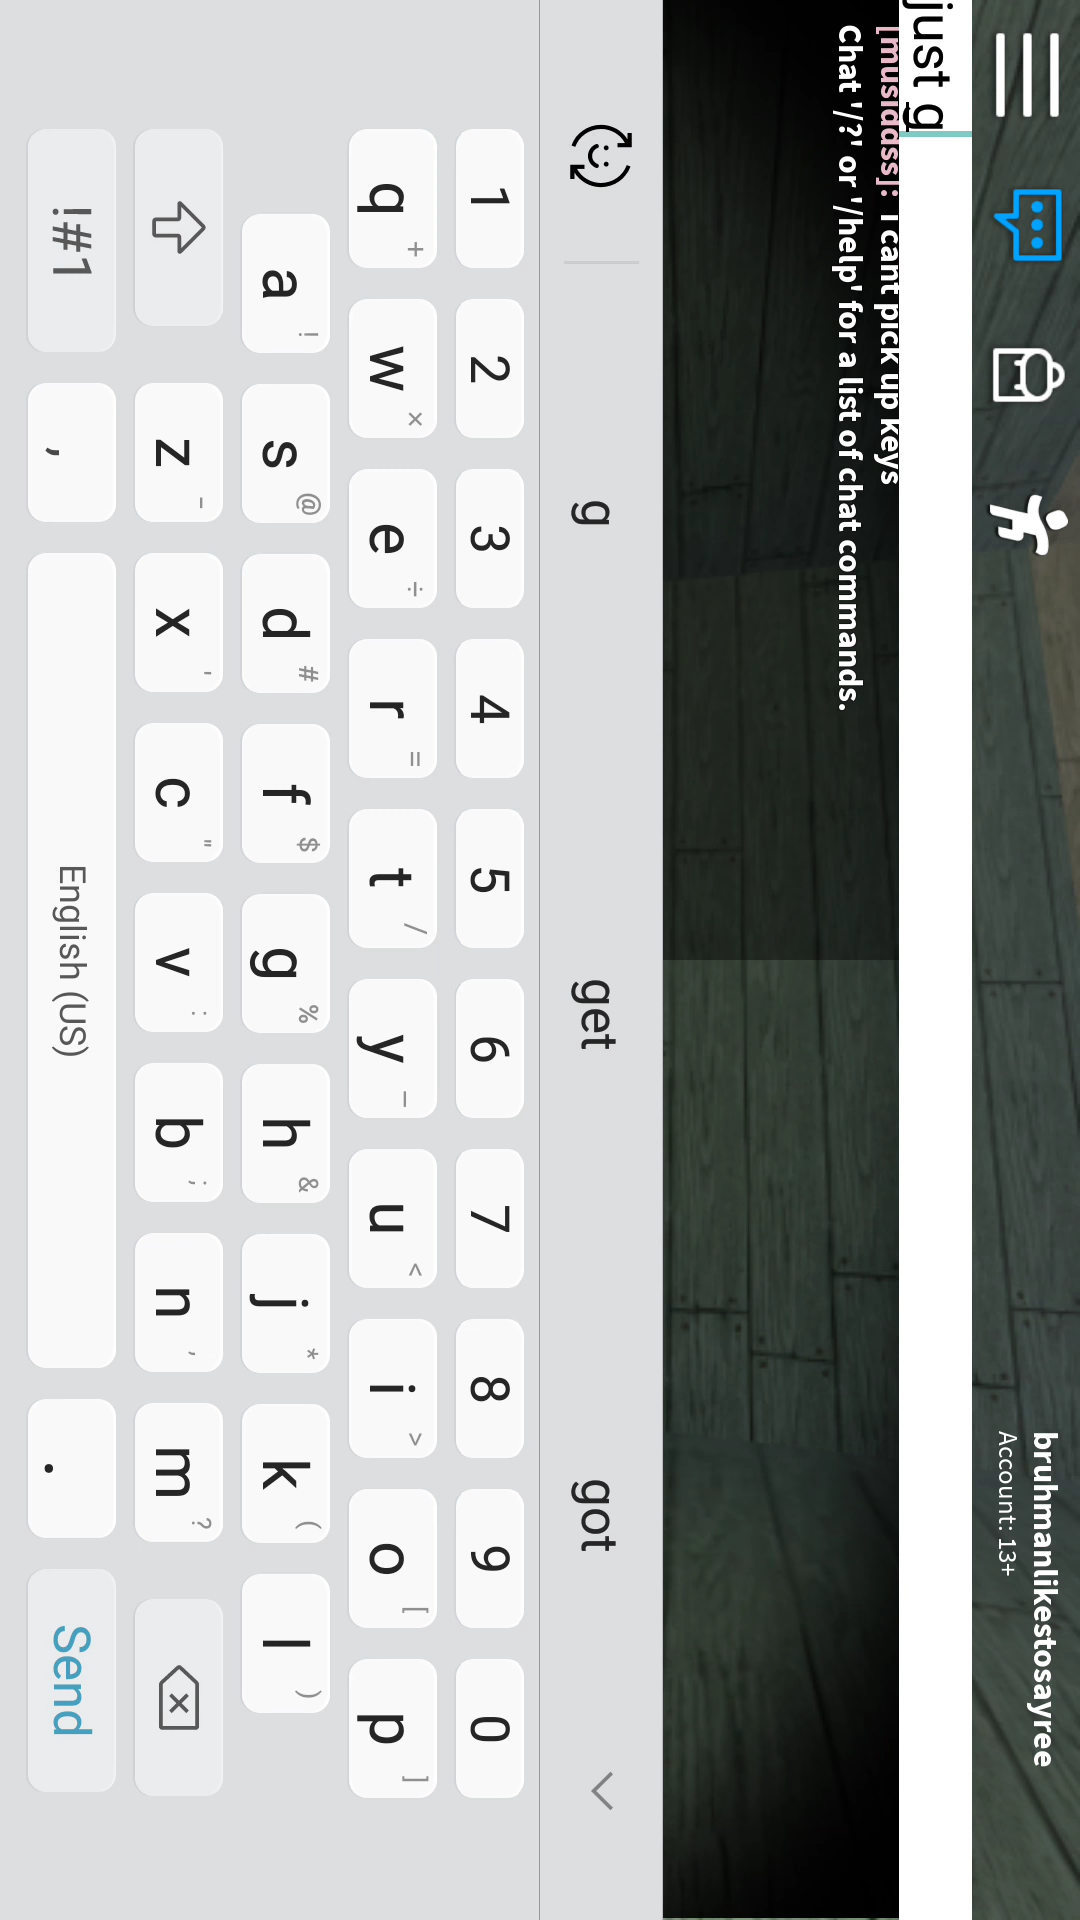 bruhmanlikestosayree
Account: 13+
just g
[musiddss]: I cant pick up keys
Chat '/?' or '/help' for a list of chat commands.
g get got
1 2 3 4 5 6 7 8 9 0
q + w × e ÷ r = t / y _ u < i > o [ p ]
a ! s @ d # f $ g % h & j * k ( l )
z - x ' c " v : b ; n , m ?
!#1 , English (US) . Send